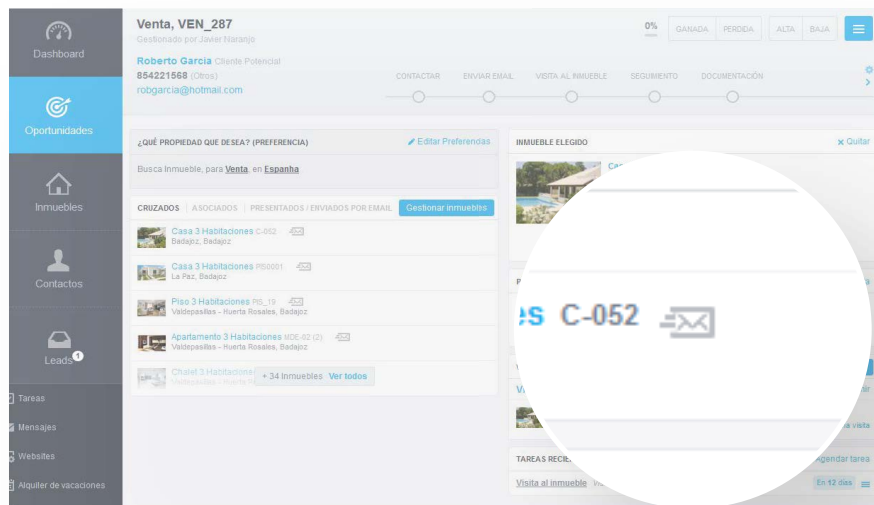 Dashboard
Oportunidades
Inmuebles
Contactos
Leads 1
Tareas
Mensajes
Websites
Alquiler de vacaciones
Venta, VEN_287
Gestionado por Javier Naranjo
Roberto Garcia Cliente Potencial
854221568 (Otros)
robgarcia@hotmail.com
0%
GANADA
PERDIDA
ALTA
BAJA
CONTACTAR
ENVIAR EMAIL
VISITA AL INMUEBLE
SEGUIMIENTO
DOCUMENTACIÓN
¿QUÉ PROPIEDAD QUE DESEA? (PREFERENCIA)
Editar Preferendas
Busca Inmueble, para Venta, en Espanha
CRUZADOS | ASOCIADOS | PRESENTADOS / ENVIADOS POR EMAIL
Gestionar inmuebles
Casa 3 Habitaciones C-052
Badajoz, Badajoz
Casa 3 Habitaciones PIS0001
La Paz, Badajoz
Piso 3 Habitaciones PIS_19
Valdepasillas - Huerta Rosales, Badajoz
Apartamento 3 Habitaciones MDE-02 (2)
Valdepasillas - Huerta Rosales, Badajoz
Chalet 3 Habitaciones
+ 34 Inmuebles Ver todos
INMUEBLE ELEGIDO
x Quitar
C-052
TAREAS RECIE
Agendar tarea
Visita al inmueble
En 12 dias